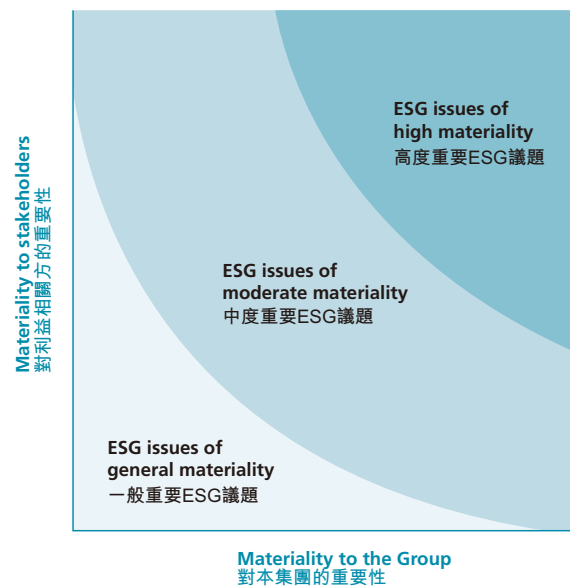 Materiality to stakeholders
對利益相關方的重要性
ESG issues of
high materiality
高度重要ESG議題
ESG issues of
moderate materiality
中度重要ESG議題
ESG issues of
general materiality
一般重要ESG議題
Materiality to the Group
對本集團的重要性